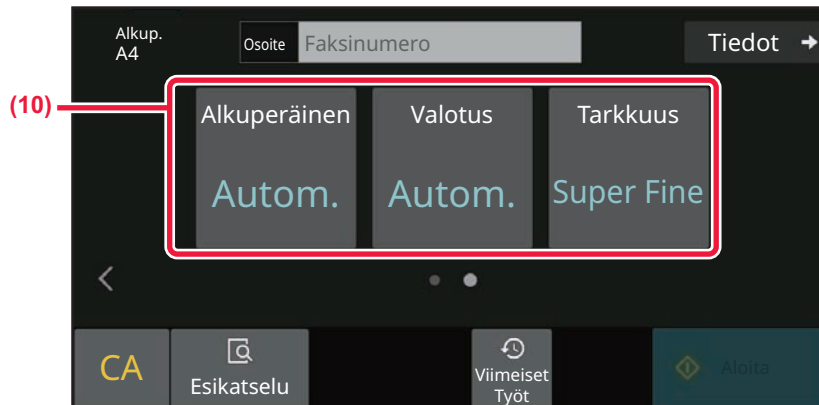 Alkup.
A4
Osoite Faksinumero
Tiedot
(10)
Alkuperäinen Valotus Tarkkuus
Autom. Autom. Super Fine
CA
Esikatselu
Viimeiset
Työt
Aloita